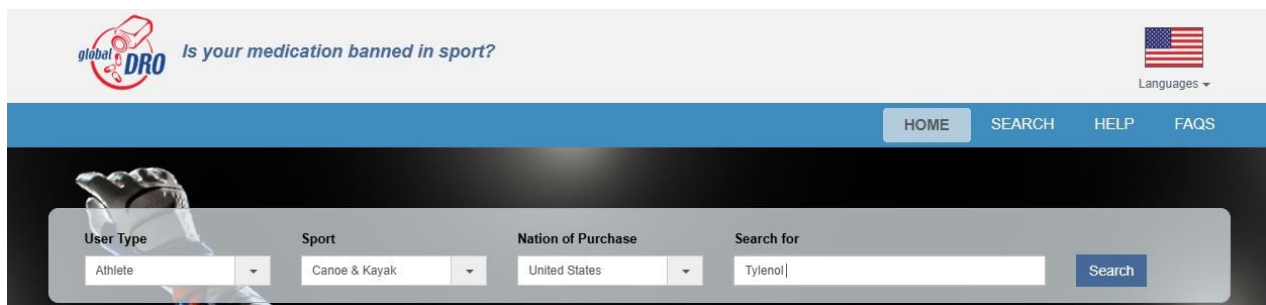 global DRO
Is your medication banned in sport?
Languages
HOME SEARCH HELP FAQS
User Type Sport Nation of Purchase Search for
Athlete Canoe & Kayak United States Tylenol Search